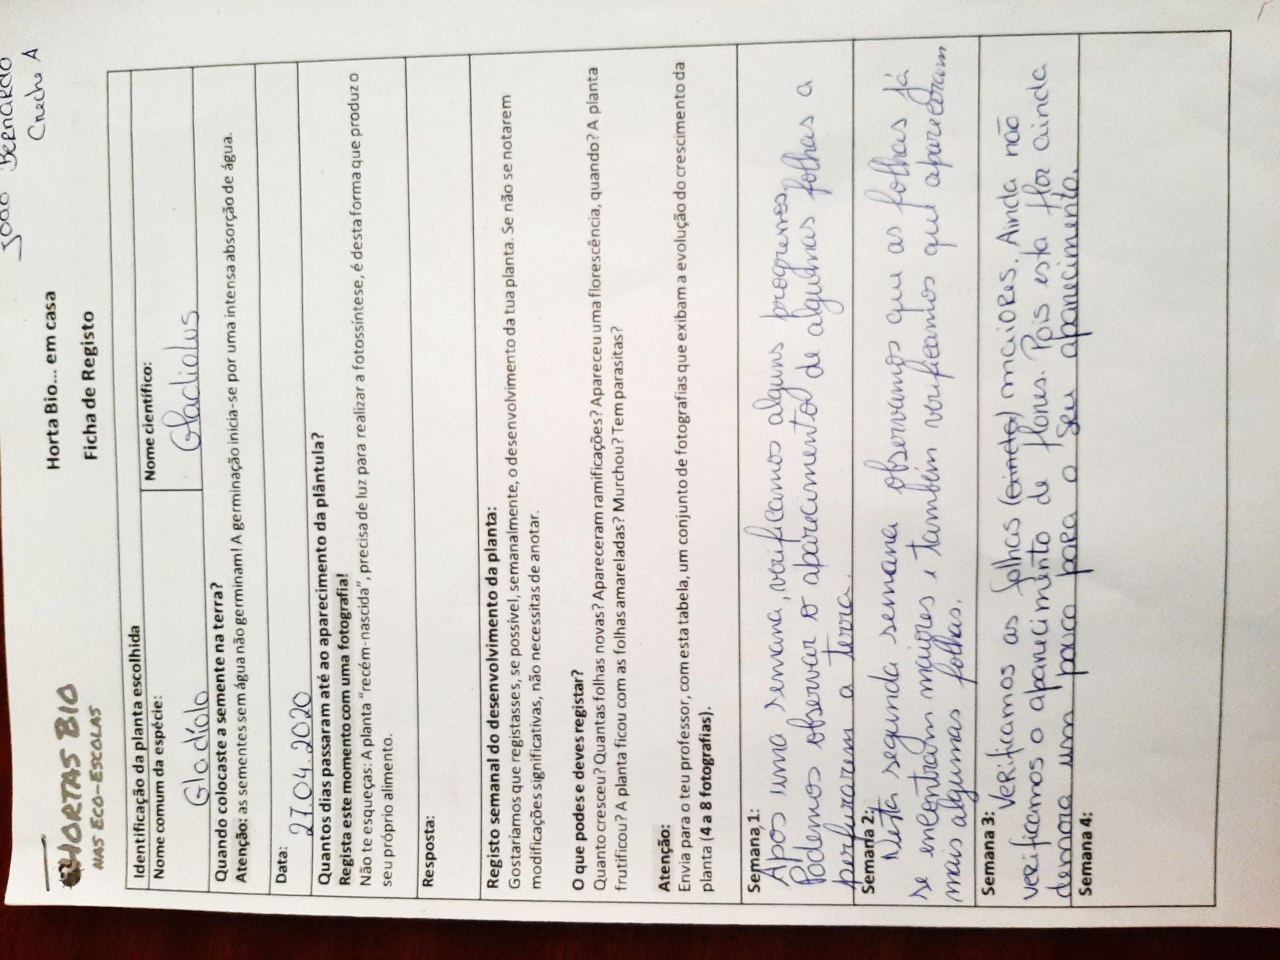 João Bernardo
Creche A
HORTAS BIO
NAS ECO-ESCOLAS
Horta Bio... em casa
Ficha de Registo
Identificação da planta escolhida
Nome comum da espécie:
Gladíolo
Nome científico:
Gladiolus
Quando colocaste a semente na terra?
Atenção: as sementes sem água não germinam! A germinação inicia-se por uma intensa absorção de água.
Data: 27.04.2020
Quantos dias passaram até ao aparecimento da plântula?
Regista este momento com uma fotografia!
Não te esqueças: A planta "recém-nascida", precisa de luz para realizar a fotossíntese, é desta forma que produz o
seu próprio alimento.
Resposta:
Registo semanal do desenvolvimento da planta:
Gostaríamos que registasses, se possível, semanalmente, o desenvolvimento da tua planta. Se não se notarem
modificações significativas, não necessitas de anotar.
O que podes e deves registar?
Quanto cresceu? Quantas folhas novas? Apareceram ramificações? Apareceu uma florescência, quando? A planta
frutificou? A planta ficou com as folhas amareladas? Murchou? Tem parasitas?
Atenção:
Envia para o teu professor, com esta tabela, um conjunto de fotografias que exibam a evolução do crescimento da
planta (4 a 8 fotografias).
Semana 1:
Após uma semana, verificamos alguns progressos,
Podemos observar o aparecimento de algumas folhas a
perfurarem a terra.
Semana 2:
Nesta segunda semana observamos que as folhas já
se encontram maiores e também verificamos que apareceram
mais algumas folhas.
Semana 3:
Verificamos as folhas (ainda) maiores. Ainda não
verificamos o aparecimento de flores. Pois esta flor ainda
demora um pouco para o seu aparecimento.
Semana 4: